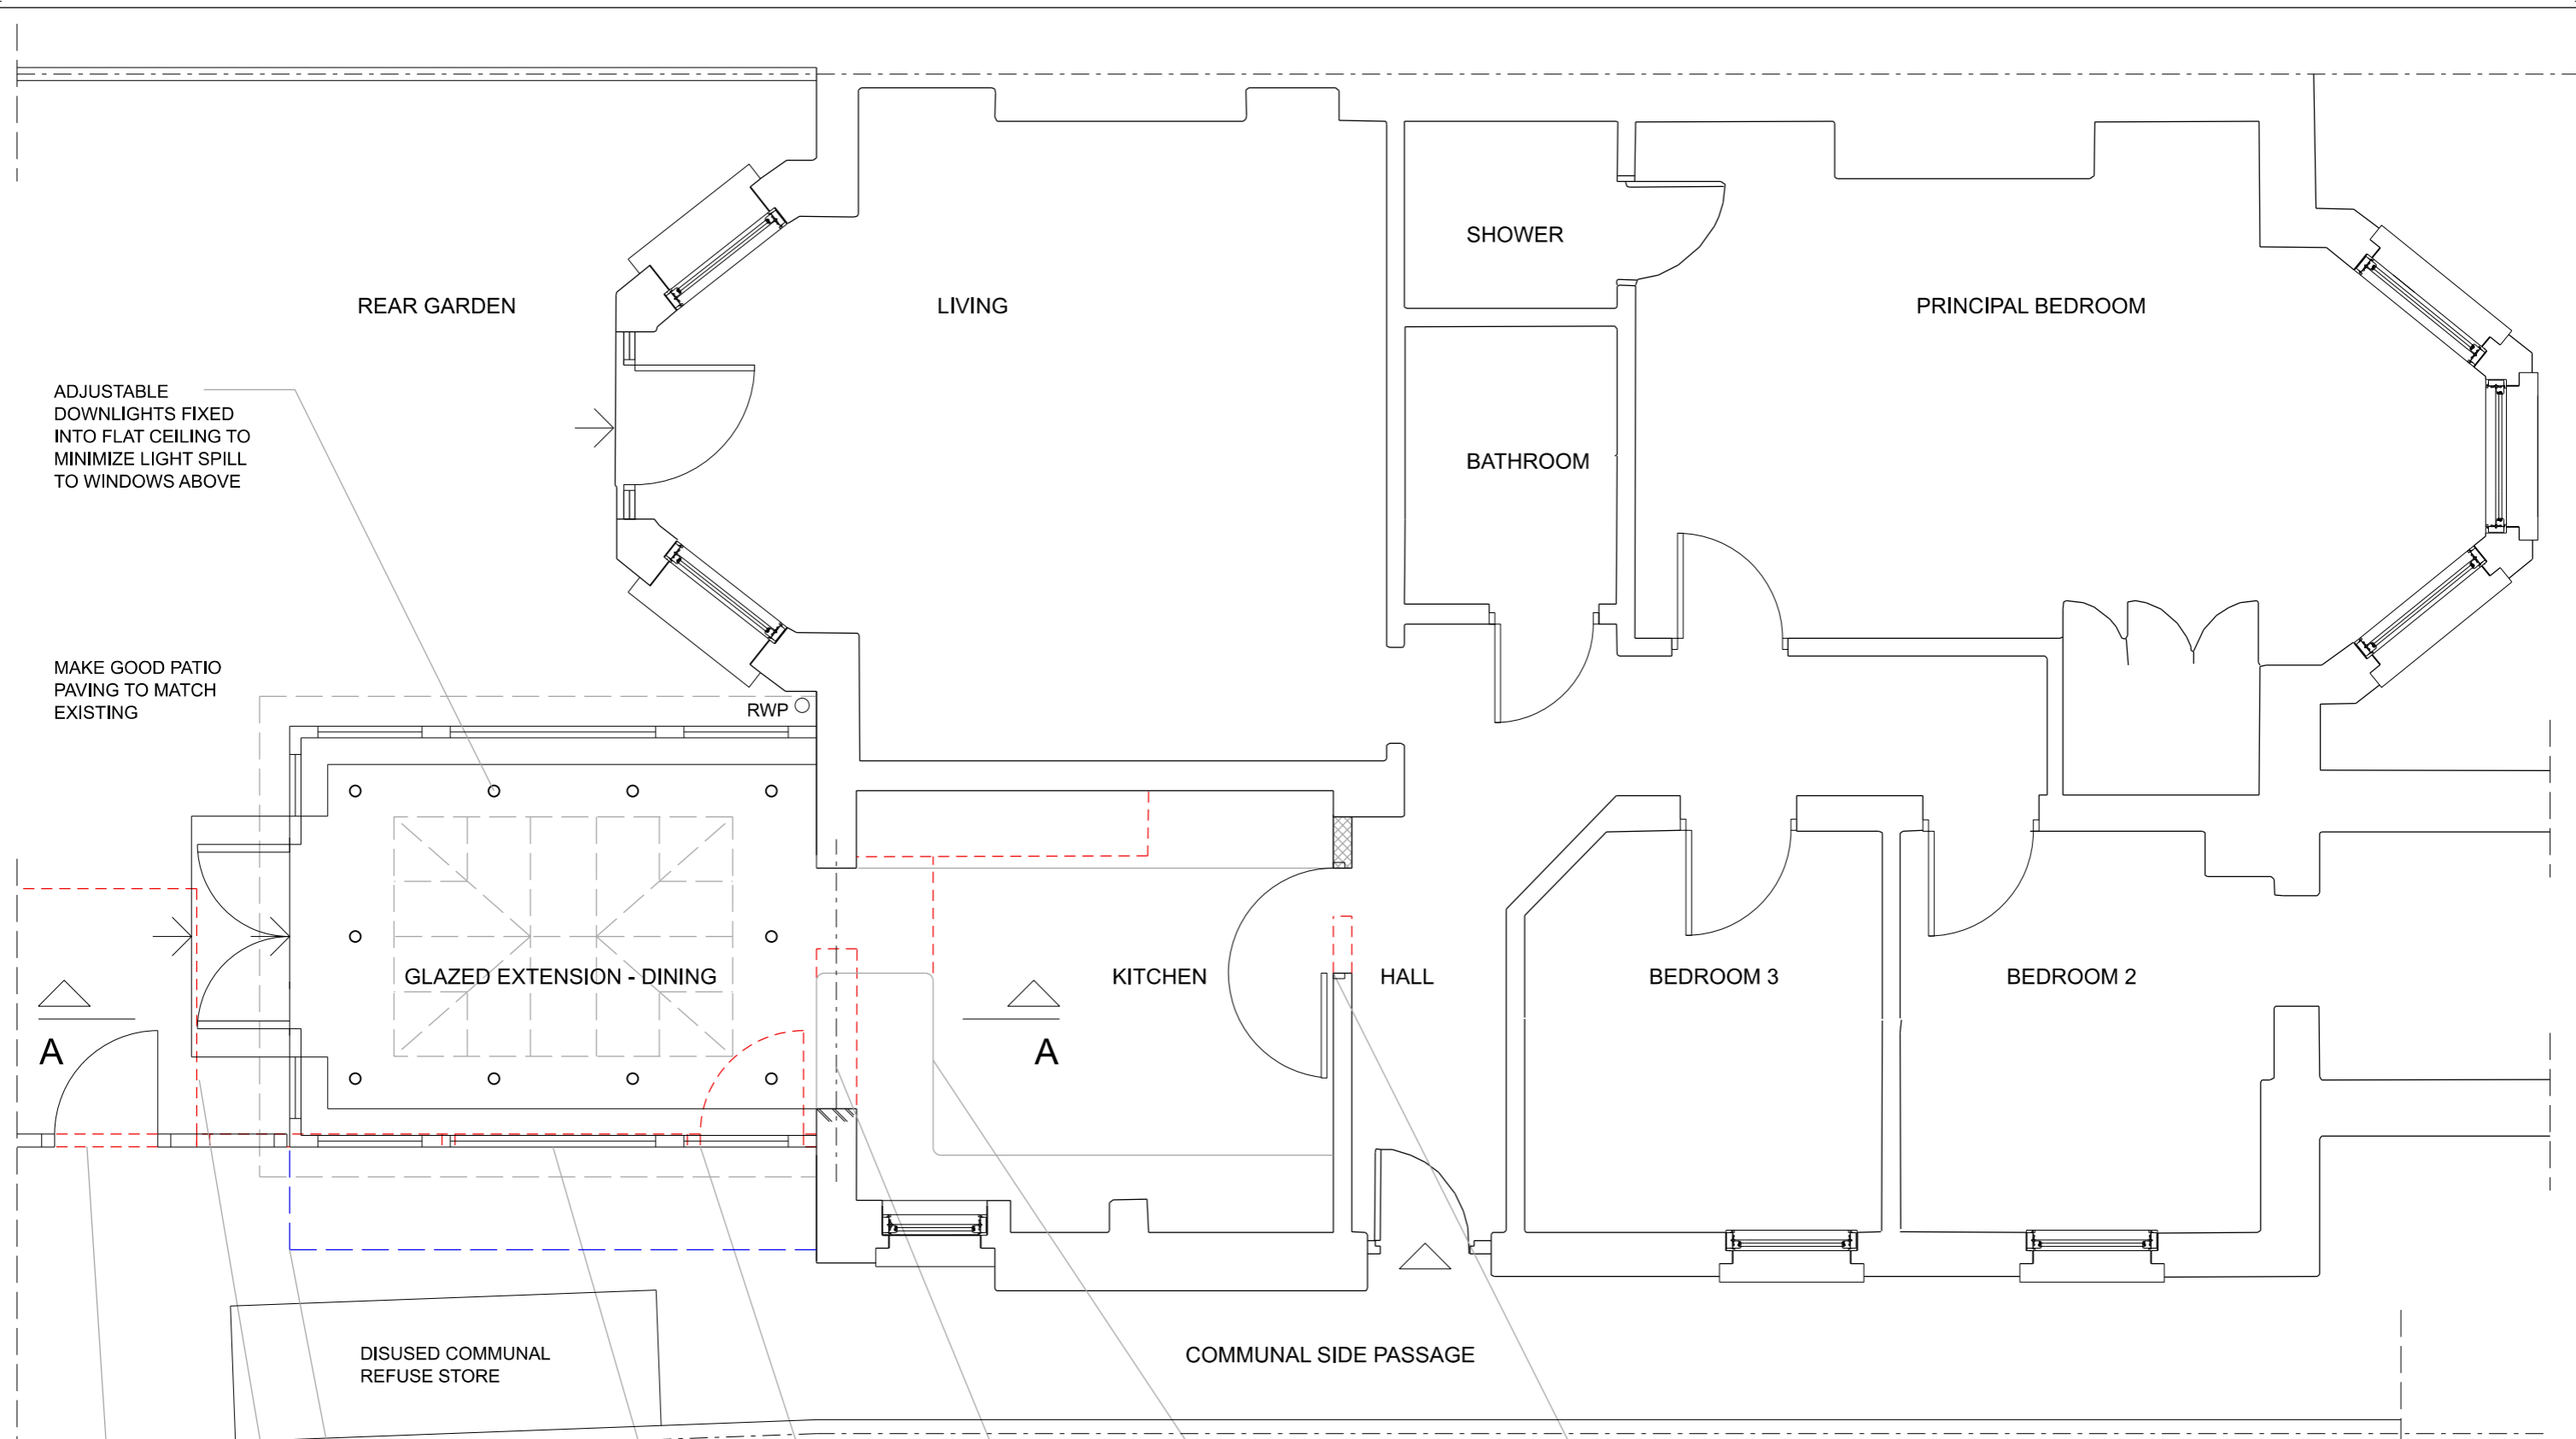 SHOWER
REAR GARDEN
LIVING
PRINCIPAL BEDROOM
ADJUSTABLE
DOWNLIGHTS FIXED
INTO FLAT CEILING TO
MINIMIZE LIGHT SPILL
TO WINDOWS ABOVE
BATHROOM
MAKE GOOD PATIO
PAVING TO MATCH
EXISTING
RWP
GLAZED EXTENSION - DINING
KITCHEN
HALL
BEDROOM 3
BEDROOM 2
A
A
DISUSED COMMUNAL
REFUSE STORE
COMMUNAL SIDE PASSAGE